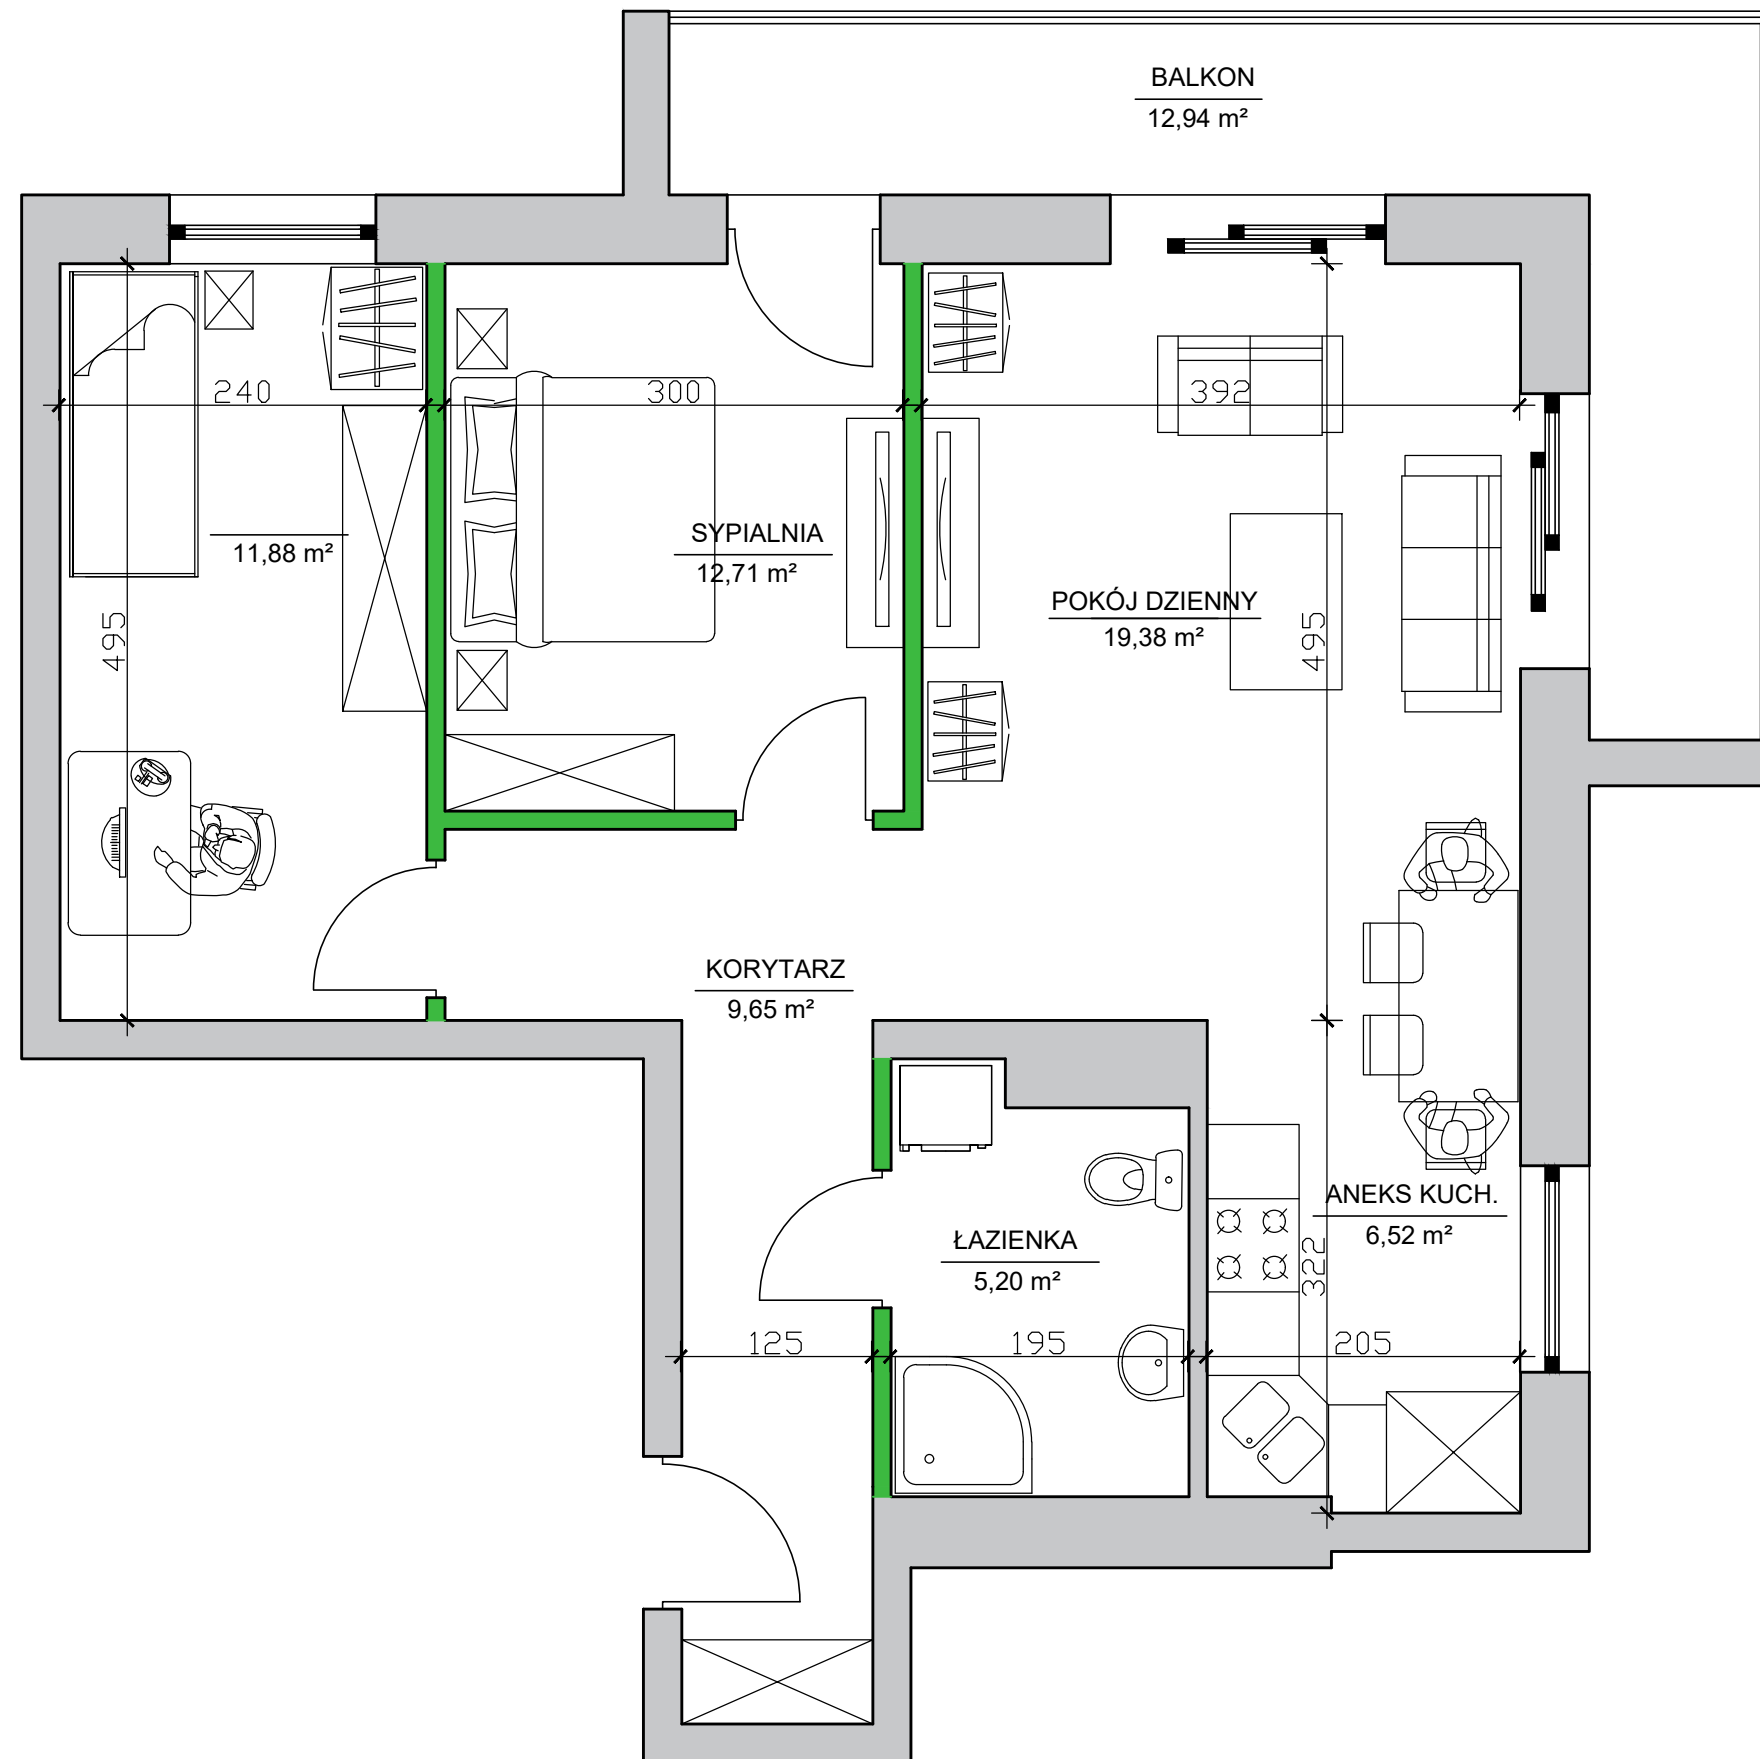 BALKON
12,94 m²
240
300
392
11,88 m²
SYPIALNIA
12,71 m²
POKÓJ DZIENNY
19,38 m²
495
495
KORYTARZ
9,65 m²
ANEKS KUCH.
6,52 m²
ŁAZIENKA
5,20 m²
322
125
195
205